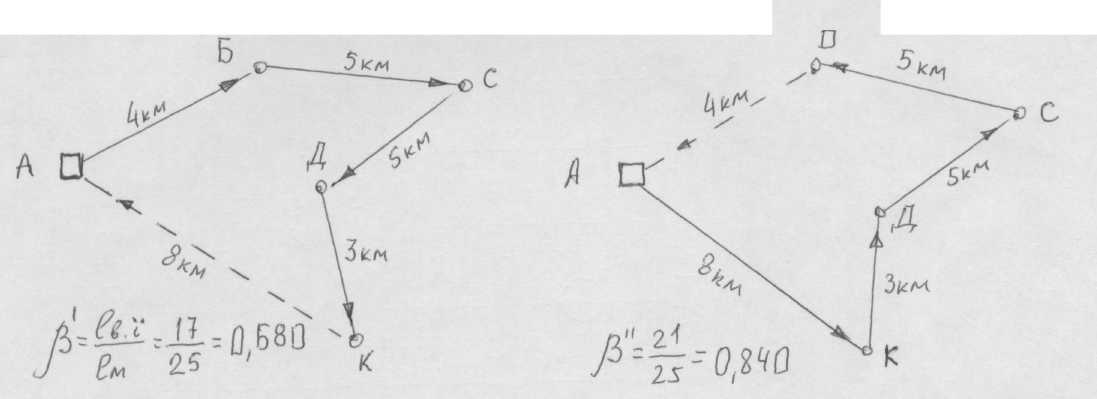 Б
5км
С
4км
А
Д
5км
3км
8км
К
β' = lв.ї / lм = 17 / 25 = 0,680
5км
С
4км
А
5км
Д
8км
3км
К
β'' = 21 / 25 = 0,840